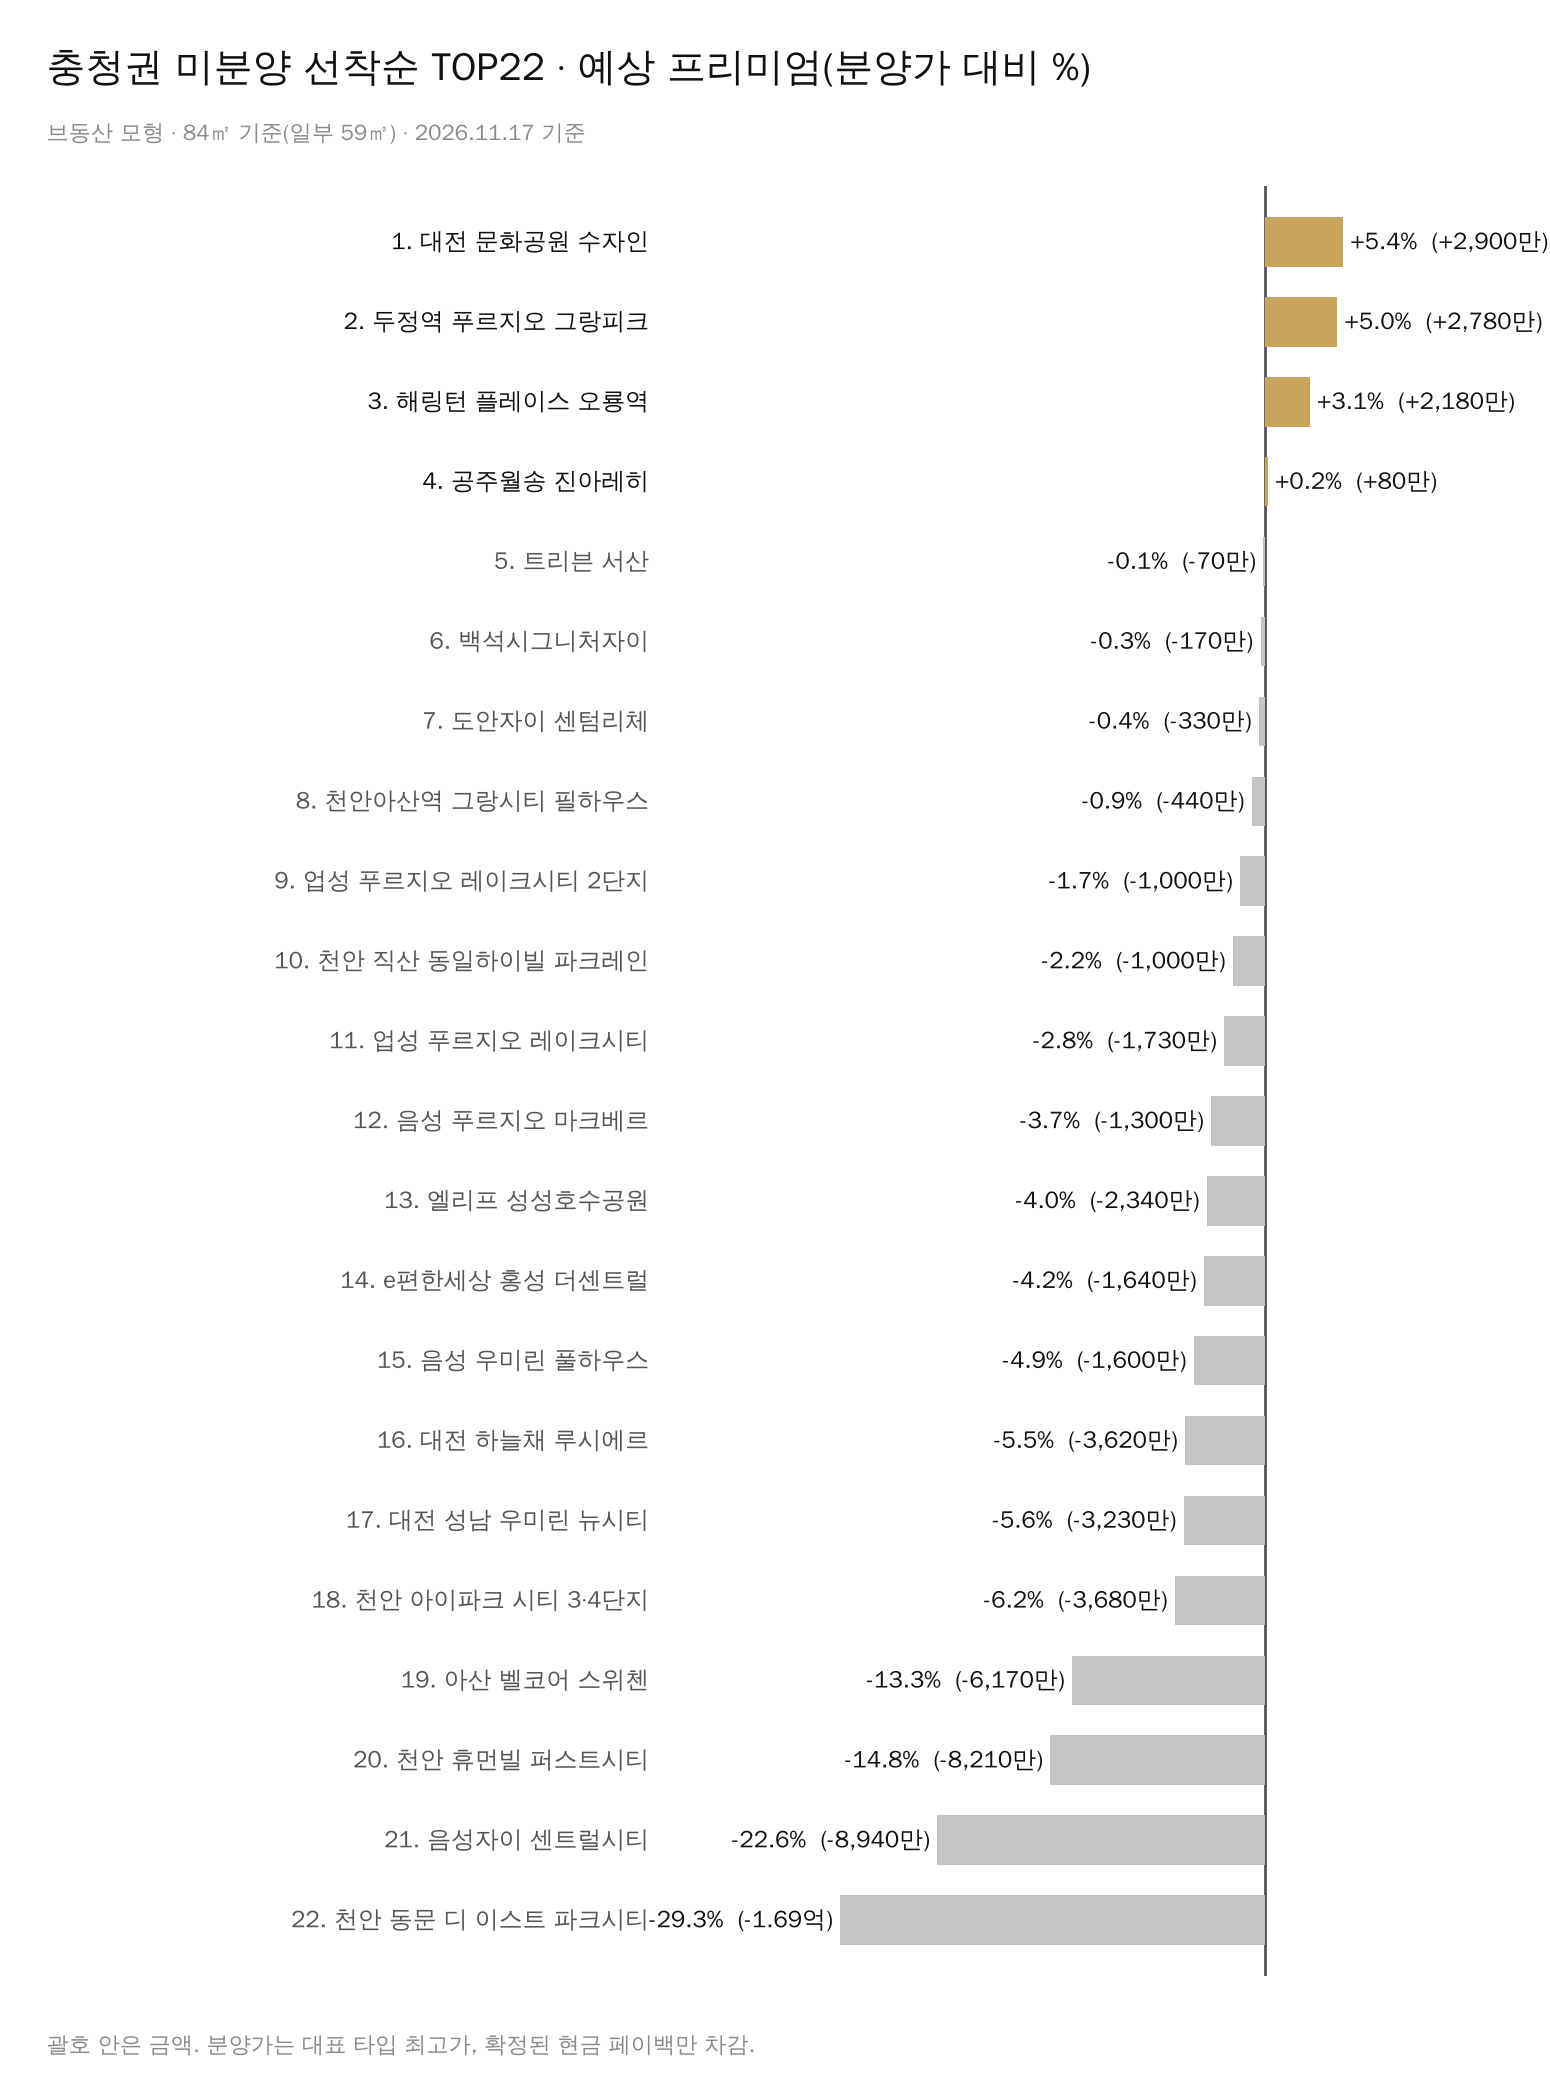 충청권 미분양 선착순 TOP22 · 예상 프리미엄(분양가 대비 %)
브동산 모형 · 84㎡ 기준(일부 59㎡) · 2026.11.17 기준
1. 대전 문화공원 수자인 +5.4% (+2,900만)
2. 두정역 푸르지오 그랑피크 +5.0% (+2,780만)
3. 해링턴 플레이스 오룡역 +3.1% (+2,180만)
4. 공주월송 진아레히 +0.2% (+80만)
5. 트리븐 서산 -0.1% (-70만)
6. 백석시그니처자이 -0.3% (-170만)
7. 도안자이 센텀리체 -0.4% (-330만)
8. 천안아산역 그랑시티 필하우스 -0.9% (-440만)
9. 업성 푸르지오 레이크시티 2단지 -1.7% (-1,000만)
10. 천안 직산 동일하이빌 파크레인 -2.2% (-1,000만)
11. 업성 푸르지오 레이크시티 -2.8% (-1,730만)
12. 음성 푸르지오 마크베르 -3.7% (-1,300만)
13. 엘리프 성성호수공원 -4.0% (-2,340만)
14. e편한세상 홍성 더센트럴 -4.2% (-1,640만)
15. 음성 우미린 풀하우스 -4.9% (-1,600만)
16. 대전 하늘채 루시에르 -5.5% (-3,620만)
17. 대전 성남 우미린 뉴시티 -5.6% (-3,230만)
18. 천안 아이파크 시티 3·4단지 -6.2% (-3,680만)
19. 아산 벨코어 스위첸 -13.3% (-6,170만)
20. 천안 휴먼빌 퍼스트시티 -14.8% (-8,210만)
21. 음성자이 센트럴시티 -22.6% (-8,940만)
22. 천안 동문 디 이스트 파크시티 -29.3% (-1.69억)
괄호 안은 금액. 분양가는 대표 타입 최고가, 확정된 현금 페이백만 차감.